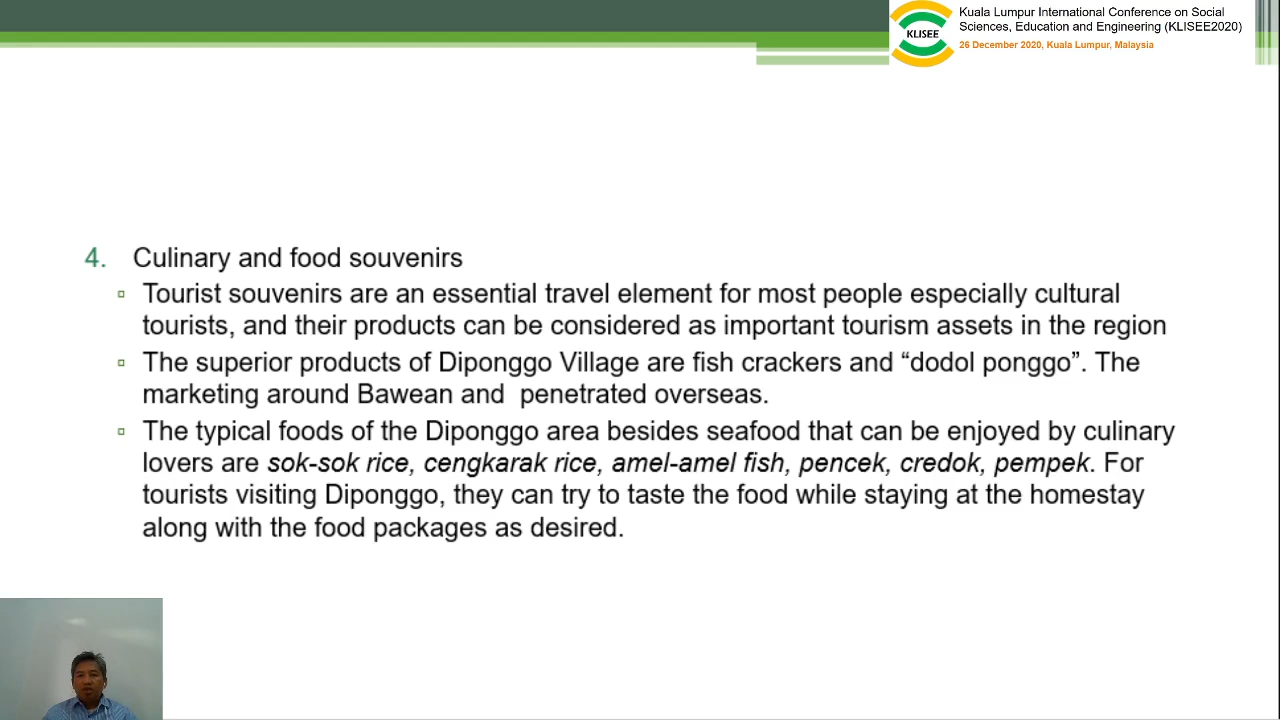 KLISEE
Kuala Lumpur International Conference on Social
Sciences, Education and Engineering (KLISEE2020)
26 December 2020, Kuala Lumpur, Malaysia
4. Culinary and food souvenirs
Tourist souvenirs are an essential travel element for most people especially cultural
tourists, and their products can be considered as important tourism assets in the region
The superior products of Diponggo Village are fish crackers and “dodol ponggo”. The
marketing around Bawean and  penetrated overseas.
The typical foods of the Diponggo area besides seafood that can be enjoyed by culinary
lovers are sok-sok rice, cengkarak rice, amel-amel fish, pencek, credok, pempek. For
tourists visiting Diponggo, they can try to taste the food while staying at the homestay
along with the food packages as desired.